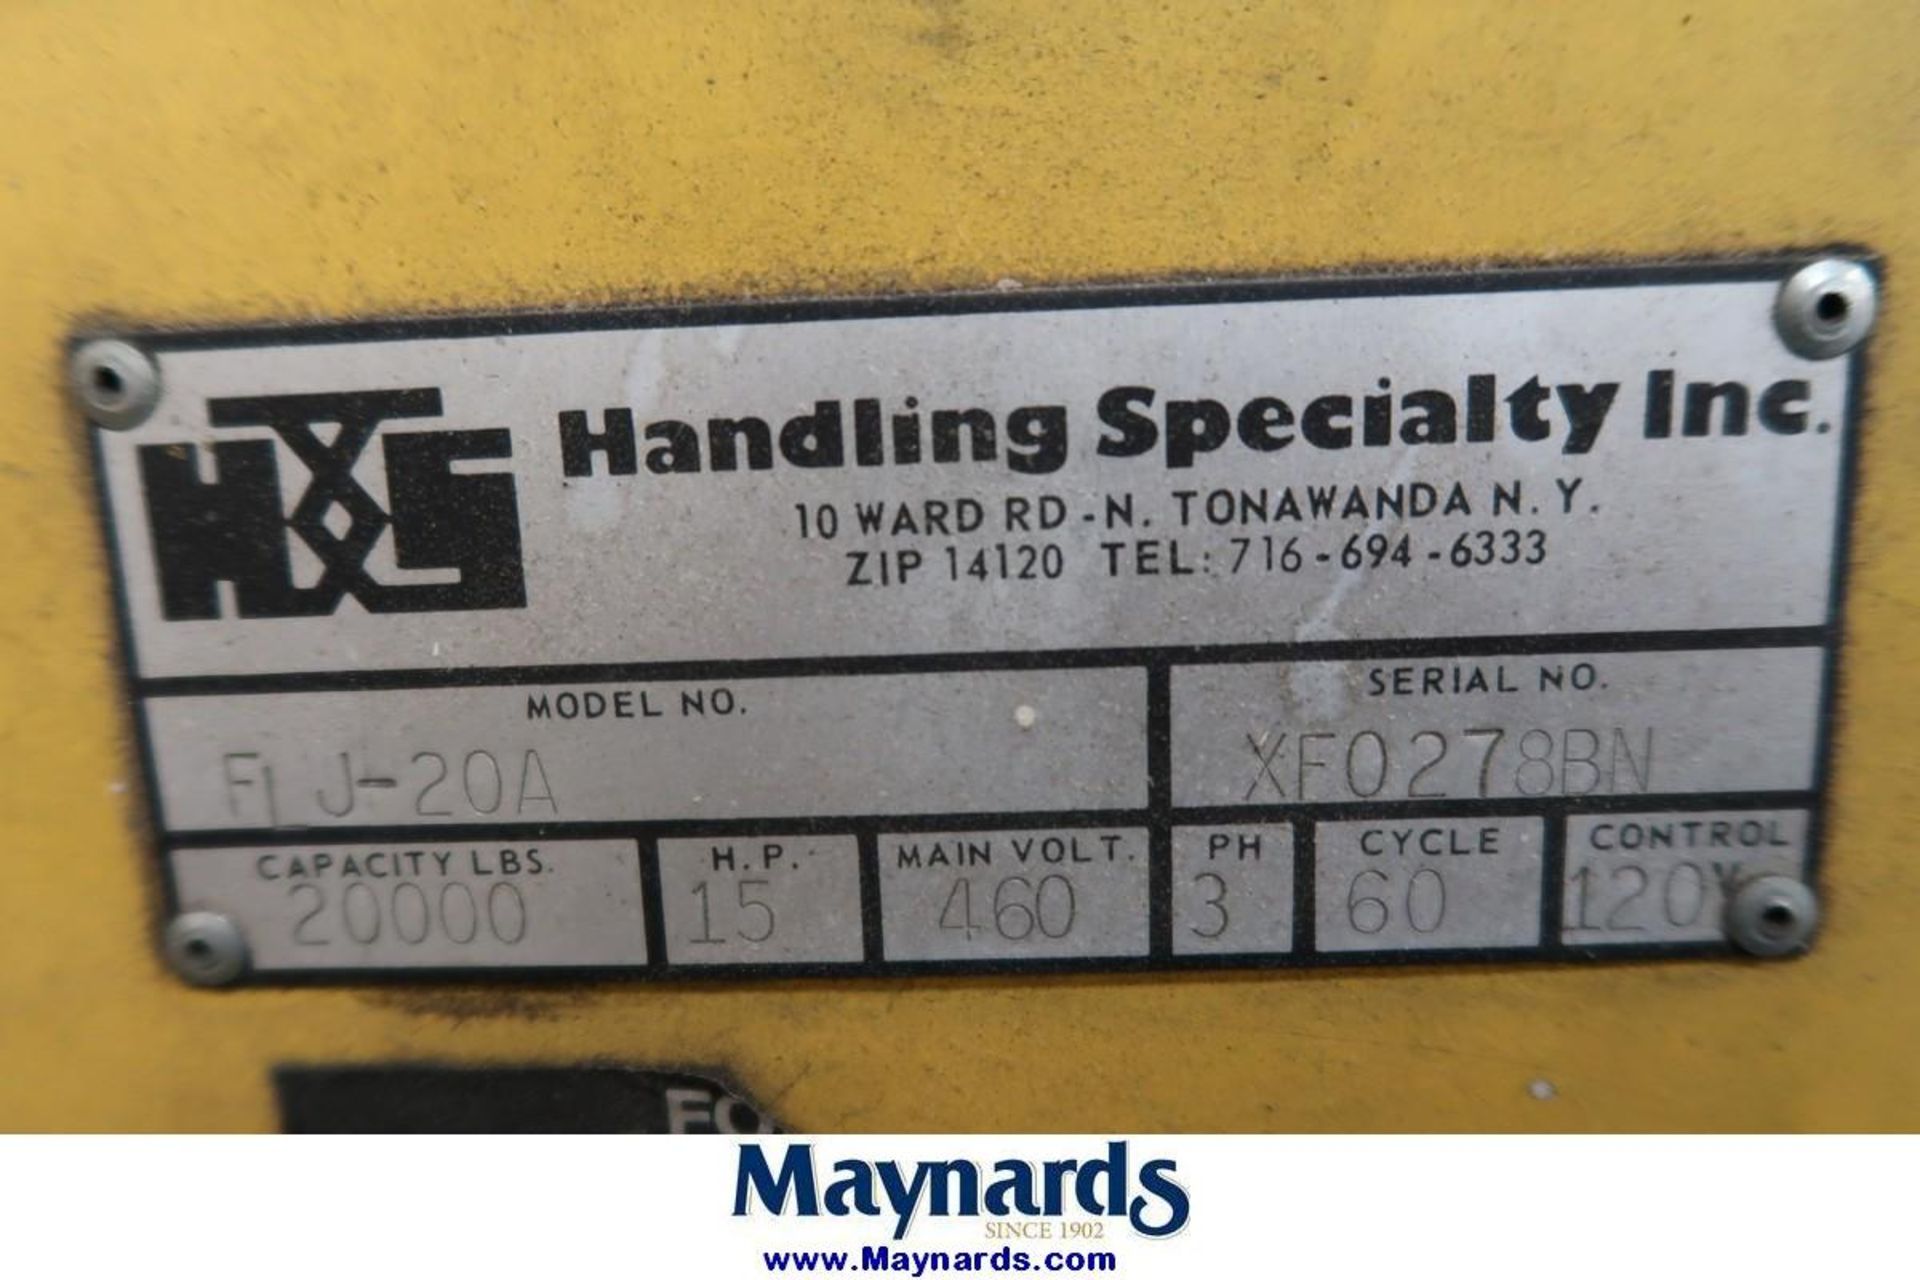 HXS Handling Specialty Inc.
10 WARD RD - N. TONAWANDA N. Y.
ZIP 14120 TEL: 716-694-6333
MODEL NO. SERIAL NO.
FLJ-20A XF0278BN
CAPACITY LBS. H.P. MAIN VOLT. PH CYCLE CONTROL
20000 15 460 3 60 120V
Maynards
SINCE 1902
www.Maynards.com